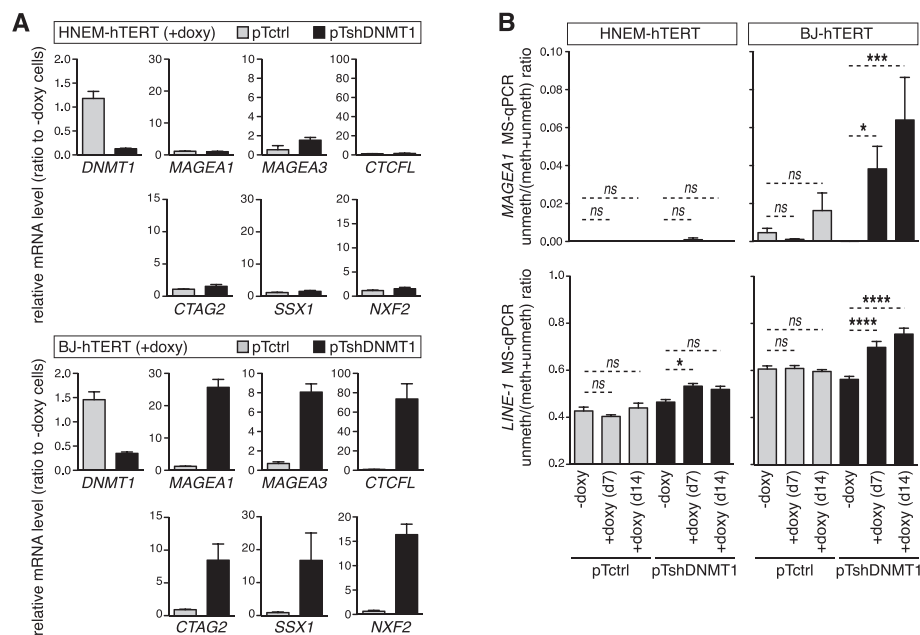 A
HNEM-hTERT (+doxy) pTctrl pTshDNMT1
relative mRNA level (ratio to -doxy cells)
2.0
1.5
1.0
0.5
0.0
DNMT1
30
20
10
0
MAGEA1
10
8
6
4
2
0
MAGEA3
100
80
60
40
20
0
CTCFL
15
10
5
0
CTAG2
30
20
10
0
SSX1
20
15
10
5
0
NXF2
BJ-hTERT (+doxy) pTctrl pTshDNMT1
relative mRNA level (ratio to -doxy cells)
2.0
1.5
1.0
0.5
0.0
DNMT1
30
20
10
0
MAGEA1
10
8
6
4
2
0
MAGEA3
100
80
60
40
20
0
CTCFL
15
10
5
0
CTAG2
30
20
10
0
SSX1
20
15
10
5
0
NXF2
B
HNEM-hTERT BJ-hTERT
MAGEA1 MS-qPCR
unmeth/(meth+unmeth) ratio
0.10
0.08
0.06
0.04
0.02
0.00
ns
ns
ns
ns
ns
ns
***
*
LINE-1 MS-qPCR
unmeth/(meth+unmeth) ratio
1.0
0.8
0.6
0.4
0.2
ns
ns
ns
*
ns
ns
****
****
-doxy
+doxy (d7)
+doxy (d14)
-doxy
+doxy (d7)
+doxy (d14)
-doxy
+doxy (d7)
+doxy (d14)
-doxy
+doxy (d7)
+doxy (d14)
pTctrl pTshDNMT1 pTctrl pTshDNMT1